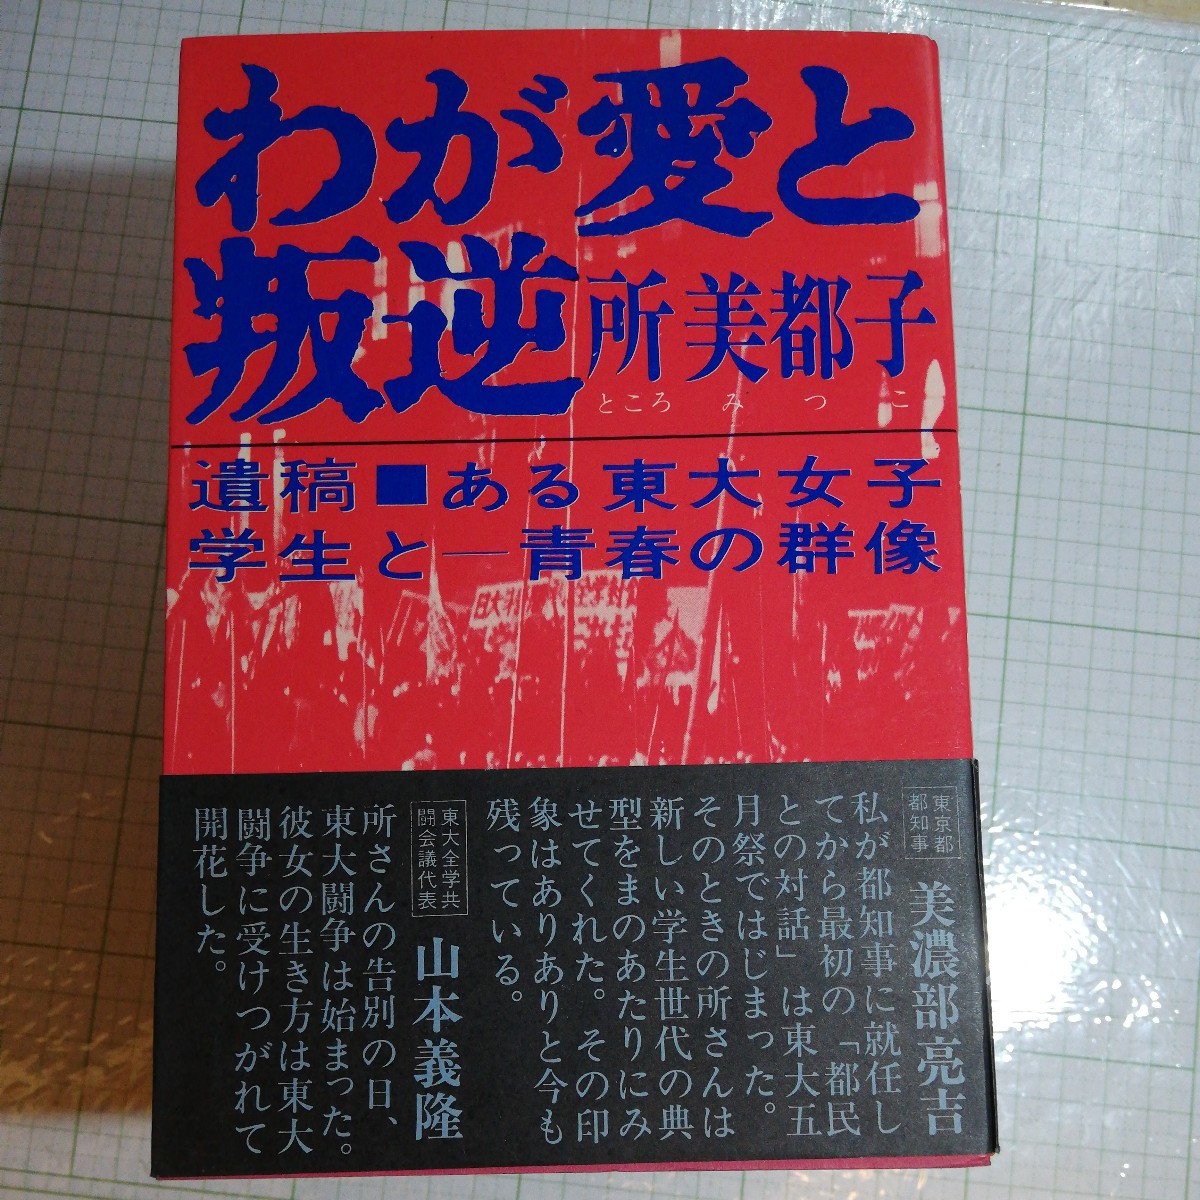 わが愛と
叛逆
所美都子
ところ み つ こ
遺稿■ある東大女子
学生と―青春の群像
東京都
都知事
美濃部亮吉
私が都知事に就任し
てから最初の「都民
との対話」は東大五
月祭ではじまった。
そのときの所さんは
新しい学生世代の典
型をまのあたりにみ
せてくれた。その印
象はありありと今も
残っている。
東大全学共
闘会議代表
山本義隆
所さんの告別の日、
東大闘争は始まった。
彼女の生き方は東大
闘争に受けつがれて
開花した。